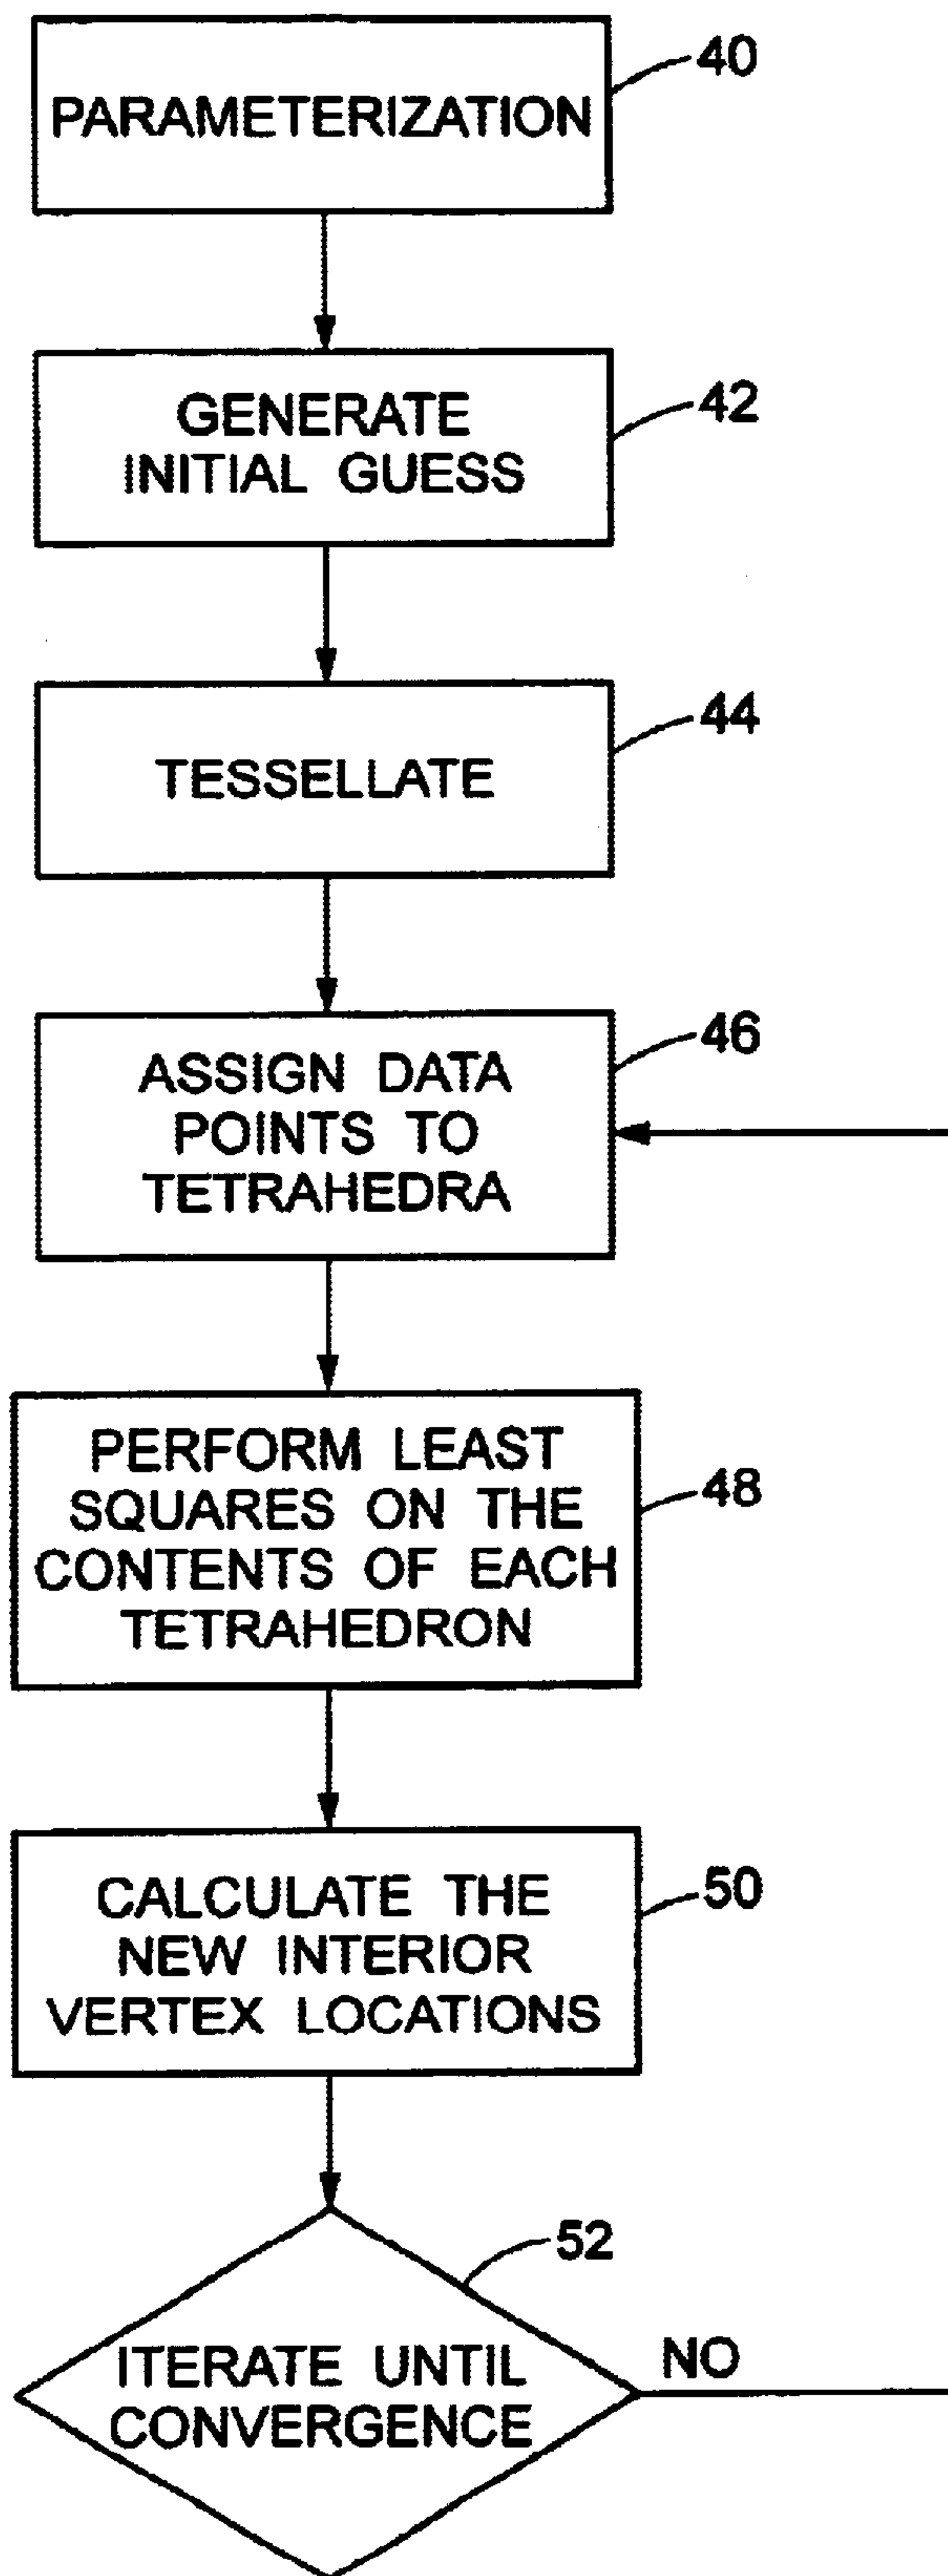 PARAMETERIZATION
40
GENERATE
INITIAL GUESS
42
TESSELLATE
44
ASSIGN DATA
POINTS TO
TETRAHEDRA
46
PERFORM LEAST
SQUARES ON THE
CONTENTS OF EACH
TETRAHEDRON
48
CALCULATE THE
NEW INTERIOR
VERTEX LOCATIONS
50
52
ITERATE UNTIL
CONVERGENCE
NO